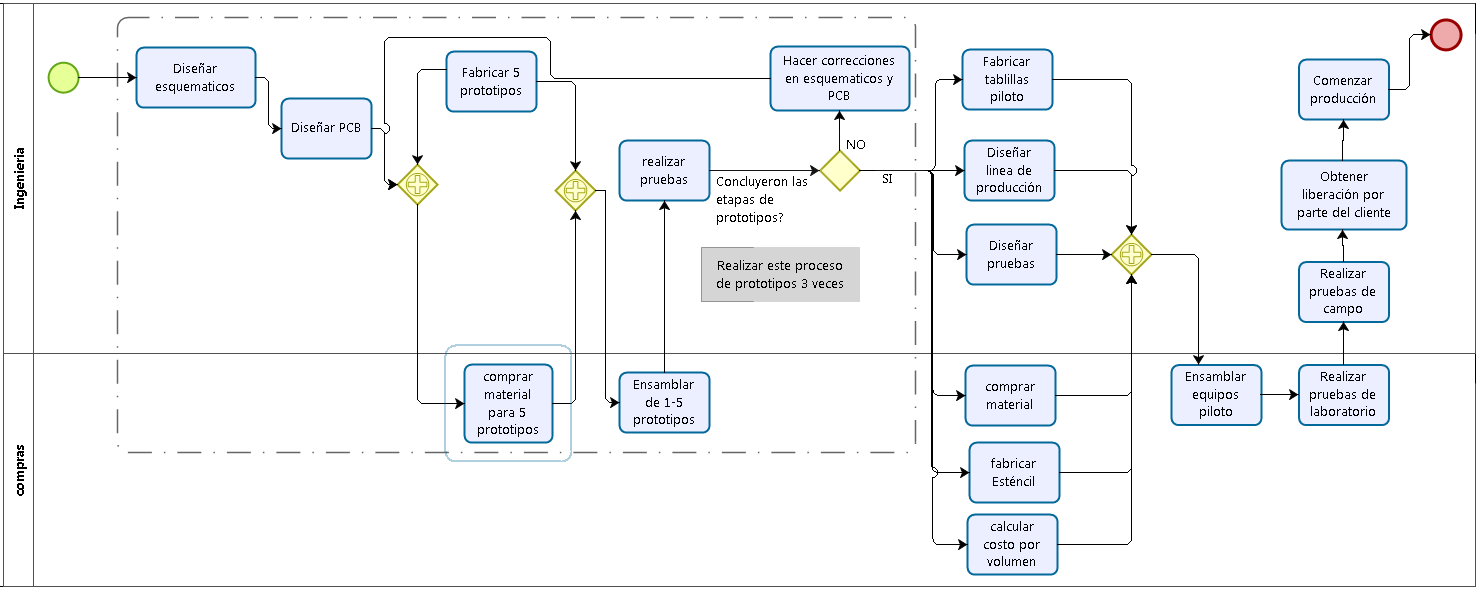 Ingenieria
Diseñar
esquematicos
Diseñar PCB
Fabricar 5
prototipos
comprar
material
para 5
prototipos
Ensamblar
de 1-5
prototipos
realizar
pruebas
Concluyeron las
etapas de
prototipos?
Realizar este proceso
de prototipos 3 veces
Hacer correcciones
en esquematicos y
PCB
NO
SI
Fabricar
tablillas
piloto
Diseñar
linea de
producción
Diseñar
pruebas
compras
comprar
material
fabricar
Esténcil
calcular
costo por
volumen
Ensamblar
equipos
piloto
Realizar
pruebas de
laboratorio
Realizar
pruebas de
campo
Obtener
liberación por
parte del cliente
Comenzar
producción